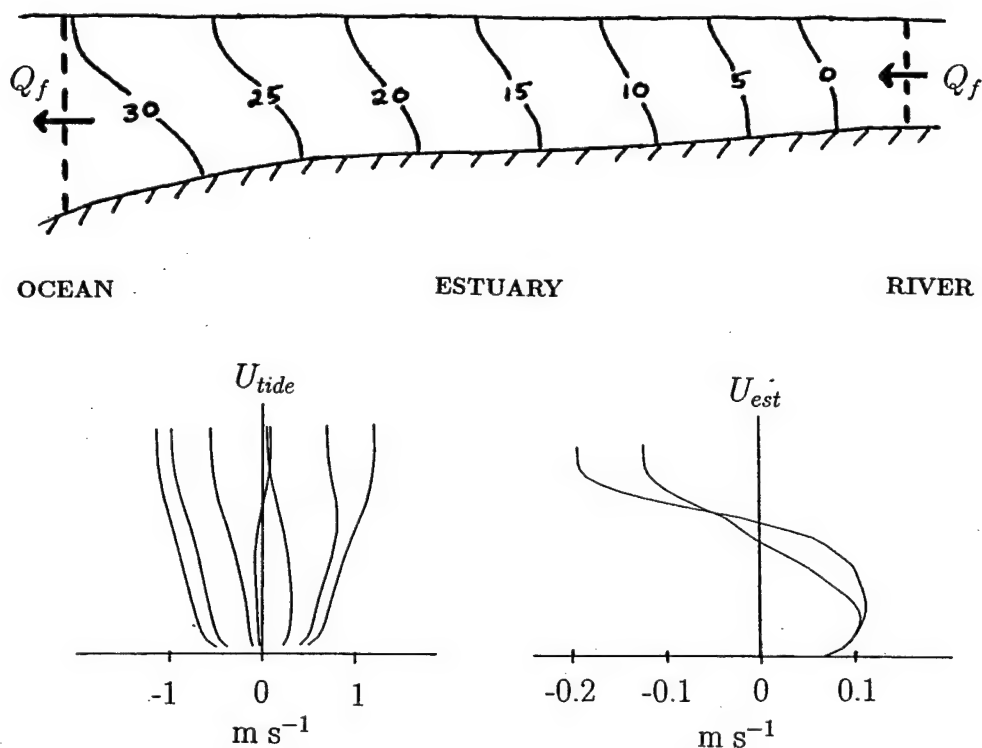 Q_f
30 25 20 15 10 5 0
Q_f
OCEAN ESTUARY RIVER
U_tide
U_est
-1 0 1
m s⁻¹
-0.2 -0.1 0 0.1
m s⁻¹